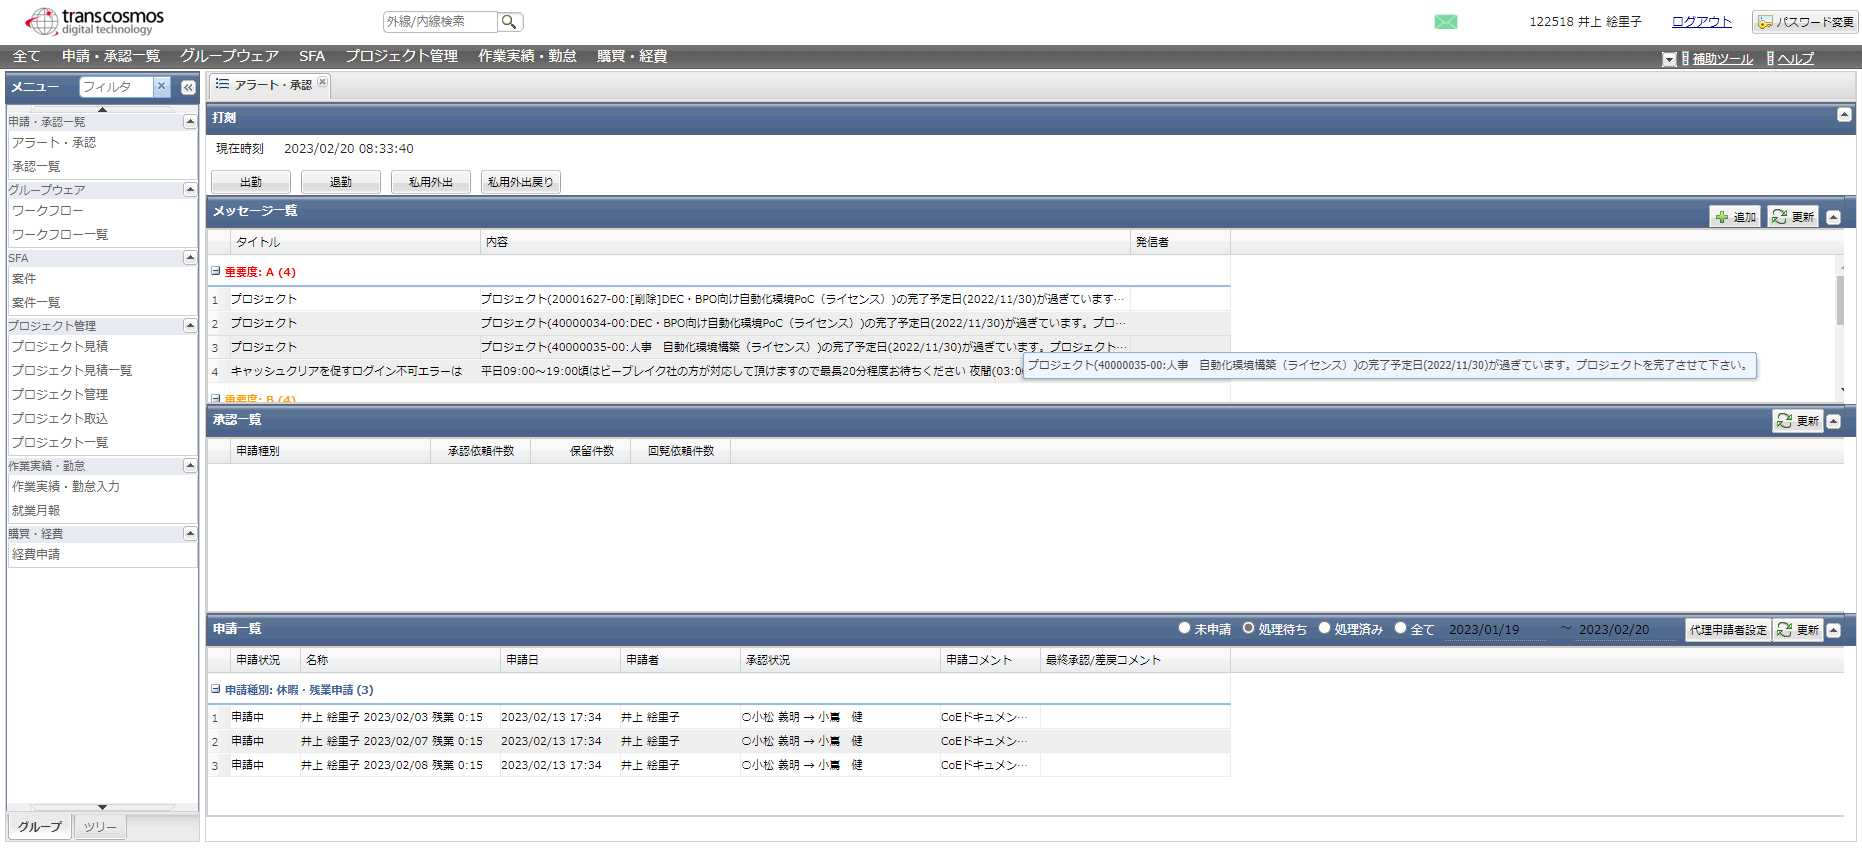 transcosmos
digital technology
外線/内線検索
122518 井上 絵里子
ログアウト
パスワード変更
全て 申請・承認一覧 グループウェア SFA プロジェクト管理 作業実績・勤怠 購買・経費
補助ツール ヘルプ
メニュー フィルタ
申請・承認一覧
アラート・承認
承認一覧
グループウェア
ワークフロー
ワークフロー一覧
SFA
案件
案件一覧
プロジェクト管理
プロジェクト見積
プロジェクト見積一覧
プロジェクト管理
プロジェクト取込
プロジェクト一覧
作業実績・勤怠
作業実績・勤怠入力
就業月報
購買・経費
経費申請
グループ ツリー
アラート・承認
打刻
現在時刻 2023/02/20 08:33:40
出勤 退勤 私用外出 私用外出戻り
メッセージ一覧 追加 更新
タイトル 内容 発信者
重要度: A (4)
1 プロジェクト プロジェクト(20001627-00:[削除]DEC・BPO向け自動化環境PoC（ライセンス）)の完了予定日(2022/11/30)が過ぎています…
2 プロジェクト プロジェクト(40000034-00:DEC・BPO向け自動化環境PoC（ライセンス）)の完了予定日(2022/11/30)が過ぎています。プロ…
3 プロジェクト プロジェクト(40000035-00:人事　自動化環境構築（ライセンス）)の完了予定日(2022/11/30)が過ぎています。プロジェクト…
プロジェクト(40000035-00:人事　自動化環境構築（ライセンス）)の完了予定日(2022/11/30)が過ぎています。プロジェクトを完了させて下さい。
4 キャッシュクリアを促すログイン不可エラーは 平日09:00～19:00頃はビーブレイク社の方が対応して頂けますので最長20分程度お待ちください 夜間(03:0
重要度: B (4)
承認一覧 更新
申請種別 承認依頼件数 保留件数 回覧依頼件数
申請一覧 未申請 処理待ち 処理済み 全て 2023/01/19 ～ 2023/02/20 代理申請者設定 更新
申請状況 名称 申請日 申請者 承認状況 申請コメント 最終承認/差戻コメント
申請種別: 休暇・残業申請 (3)
1 申請中 井上 絵里子 2023/02/03 残業 0:15 2023/02/13 17:34 井上 絵里子 ○小松 義明 → 小嶌　健 CoEドキュメン…
2 申請中 井上 絵里子 2023/02/07 残業 0:15 2023/02/13 17:34 井上 絵里子 ○小松 義明 → 小嶌　健 CoEドキュメン…
3 申請中 井上 絵里子 2023/02/08 残業 0:15 2023/02/13 17:34 井上 絵里子 ○小松 義明 → 小嶌　健 CoEドキュメン…